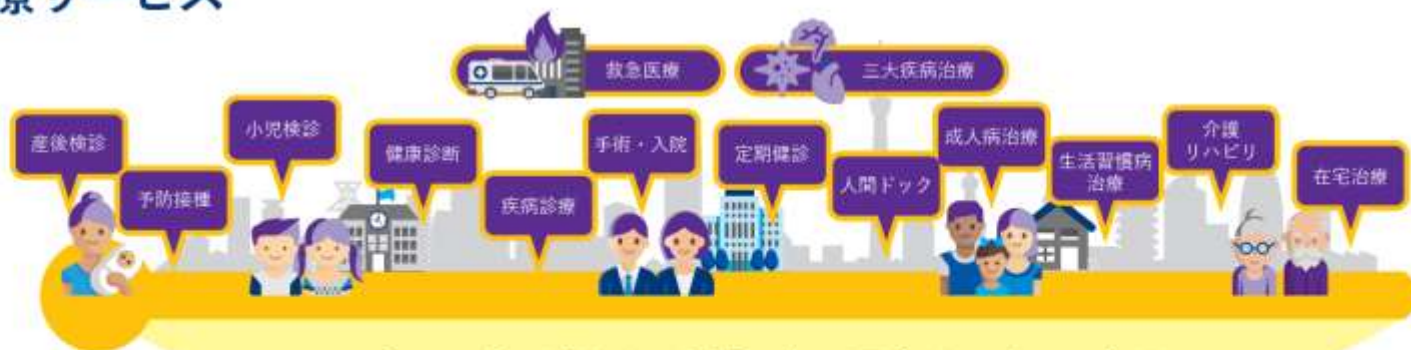 サービス
救急医療
三大疾病治療
産後検診
予防接種
小児検診
健康診断
疾病診療
手術・入院
定期健診
人間ドック
成人病治療
生活習慣病
治療
介護
リハビリ
在宅治療